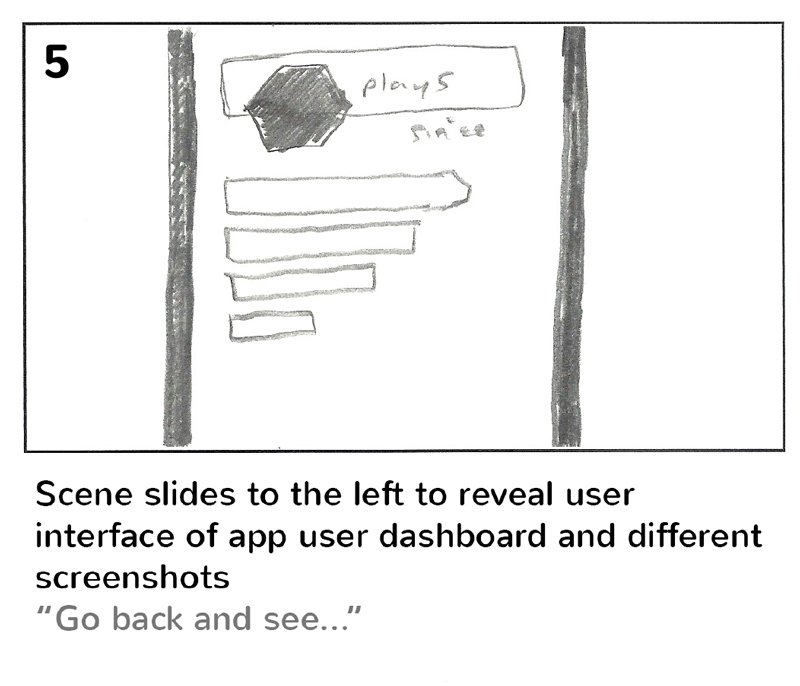 5
plays
since
Scene slides to the left to reveal user
interface of app user dashboard and different
screenshots
“Go back and see...”